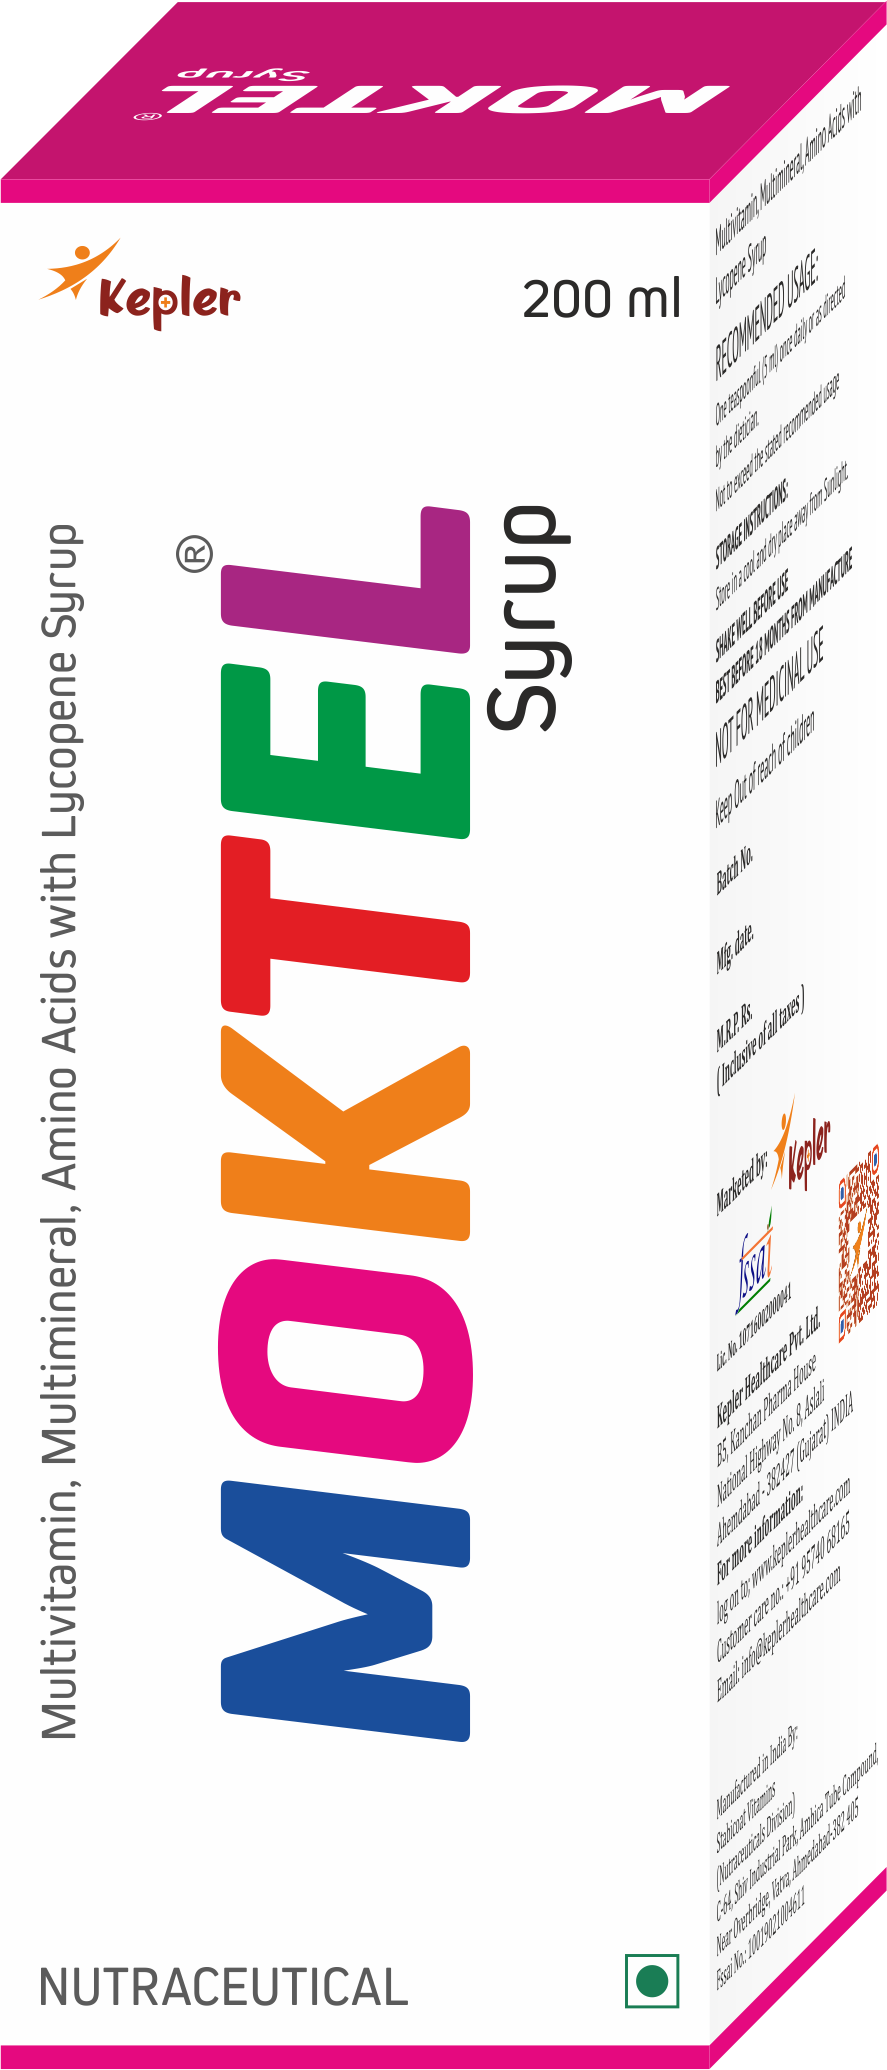 MOKTEL®
Syrup
Kepler
200 ml
Multivitamin, Multimineral, Amino Acids with Lycopene Syrup
MOKTEL®
Syrup
NUTRACEUTICAL
Multivitamin, Multimineral, Amino Acids with
Lycopene Syrup
RECOMMENDED USAGE:
One teaspoonful (5 ml) once daily or as directed
by the dietician.
Not to exceed the stated recommended usage
STORAGE INSTRUCTIONS:
Store in a cool and dry place away from Sunlight.
SHAKE WELL BEFORE USE
BEST BEFORE 18 MONTHS FROM MANUFACTURE
NOT FOR MEDICINAL USE
Keep Out of reach of children
Batch No.
Mfg. date.
M.R.P. Rs.
( Inclusive of all taxes )
Marketed by:
Kepler
fssai
Lic. No. 10716002000041
Kepler Healthcare Pvt. Ltd.
B5, Kanchan Pharma House
National Highway No. 8, Aslali
Ahemdabad - 382427 (Gujarat) INDIA
For more information:
log on to; www.keplerhealthcare.com
Customer care no.: +91 95740 68165
Email: info@keplerhealthcare.com
Manufactured in India By:
Stabicoat Vitamins
(Nutraceuticals Division)
C-64, Shiv Industrial Park, Ambica Tube Compound,
Near Overbridge, Vatva, Ahmedabad-382 405
Fssai No.: 10019021004611